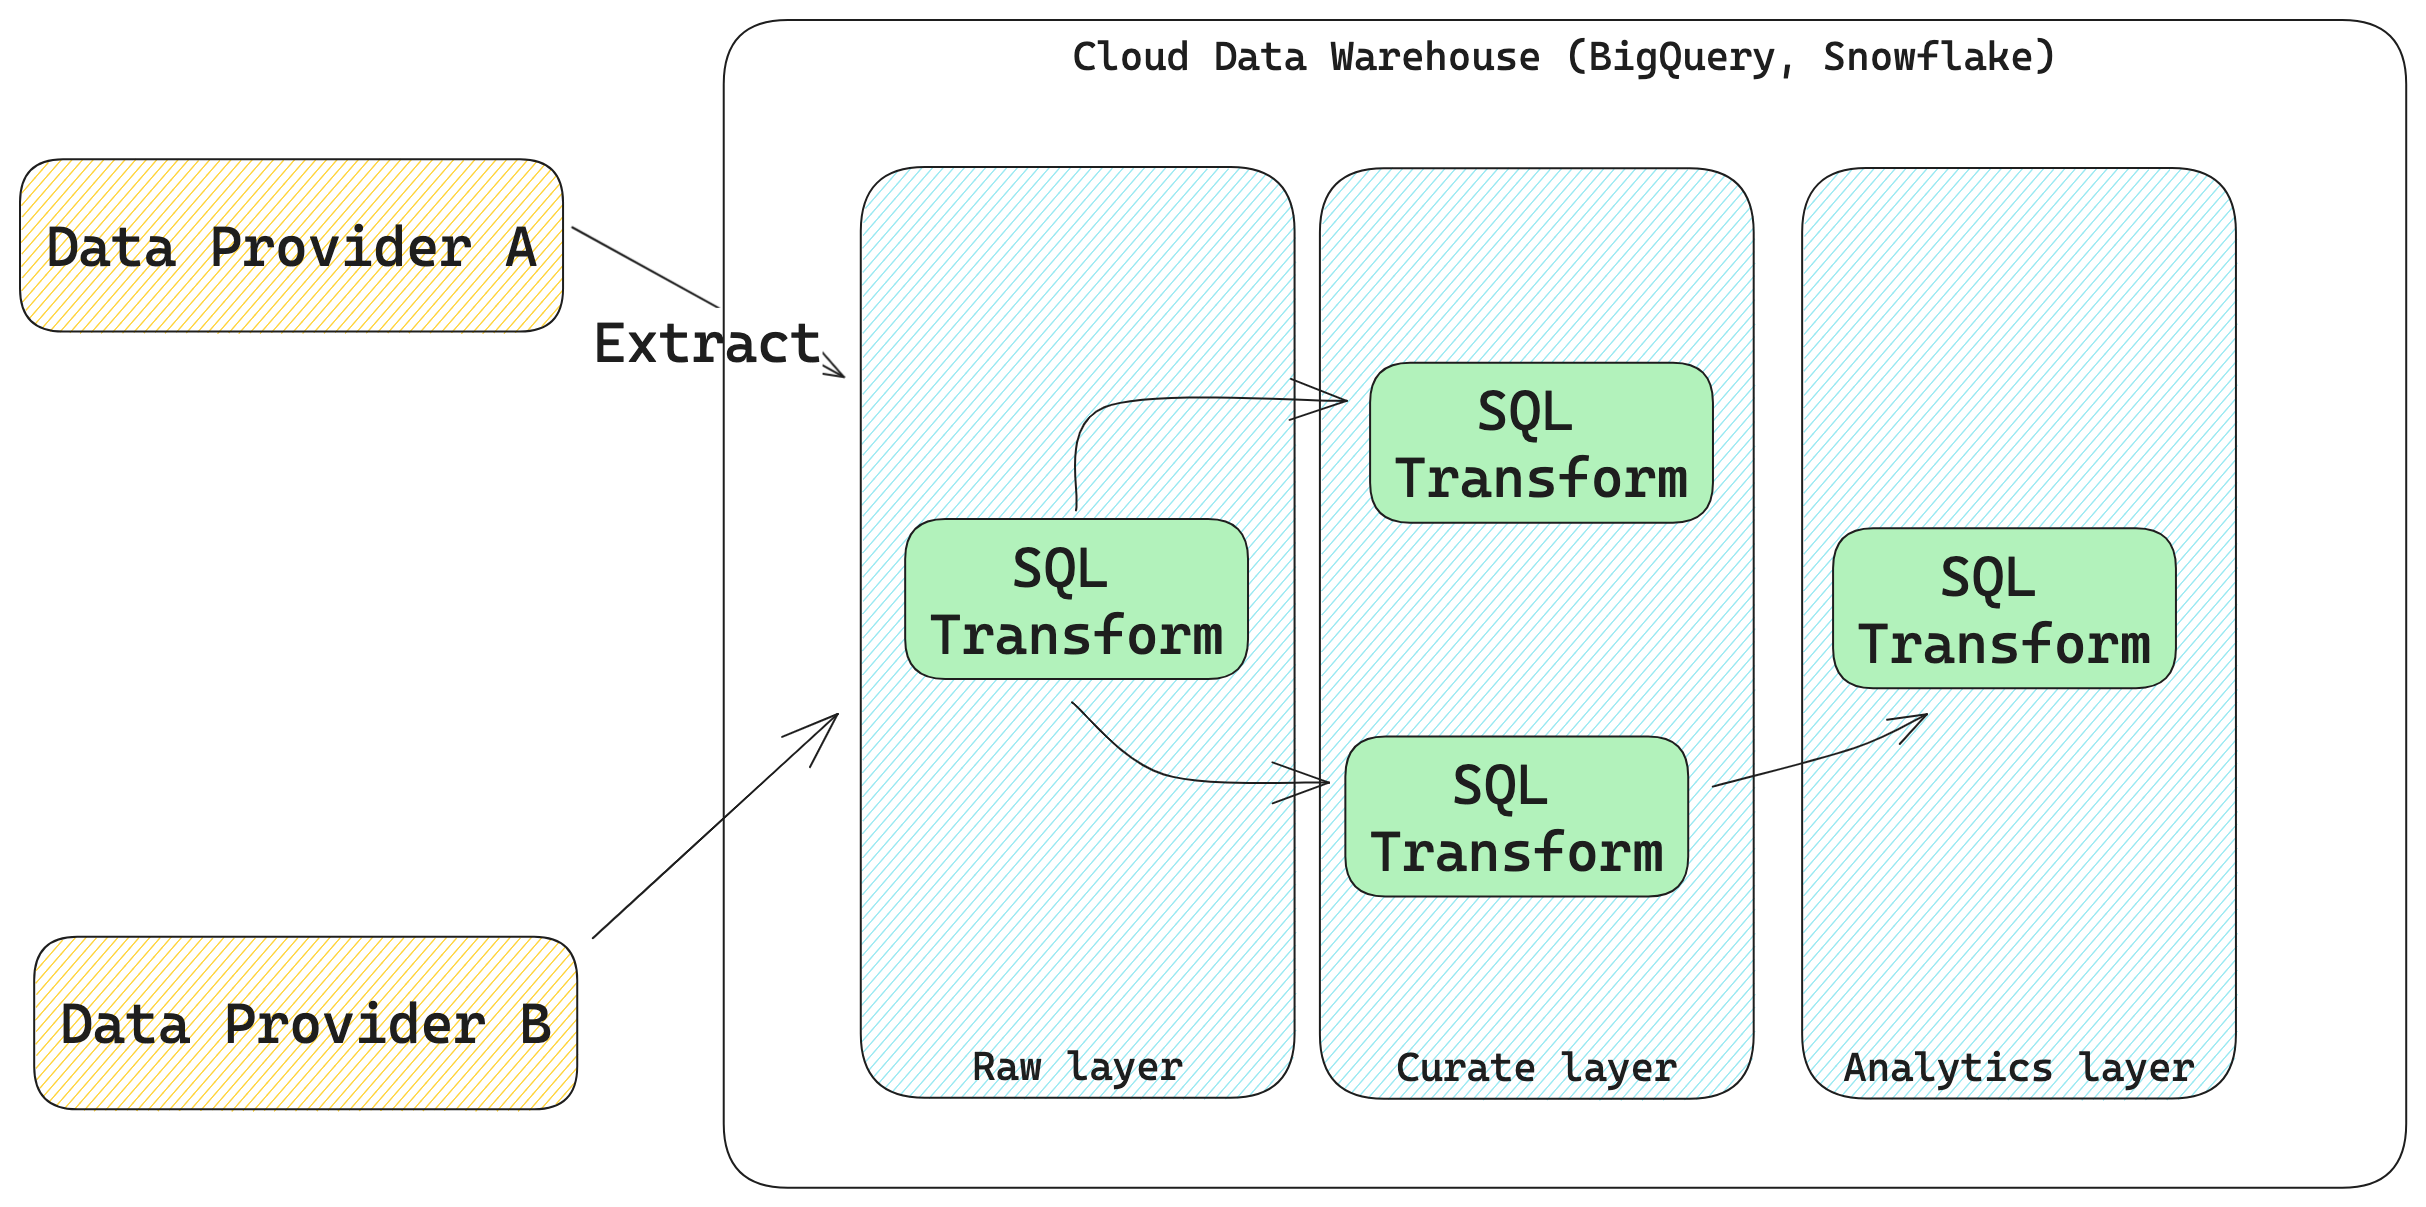 Cloud Data Warehouse (BigQuery, Snowflake)
Data Provider A
Extract
Data Provider B
SQL
Transform
Raw layer
SQL
Transform
SQL
Transform
Curate layer
SQL
Transform
Analytics layer